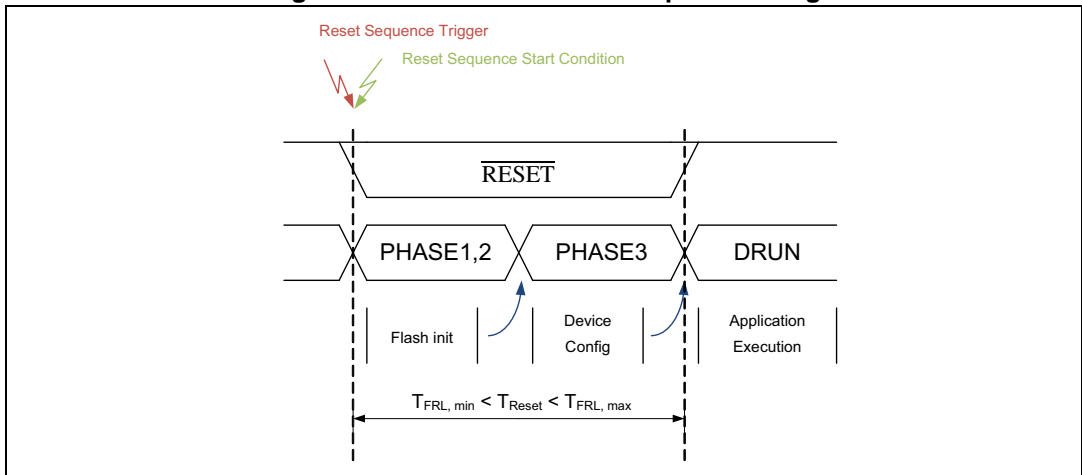 Reset Sequence Trigger
Reset Sequence Start Condition
RESET
PHASE1,2
PHASE3
DRUN
Flash init
Device
Config
Application
Execution
TFRL, min < TReset < TFRL, max